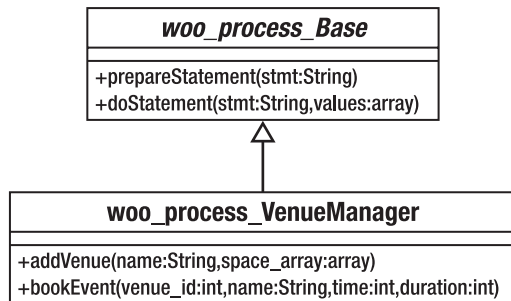 woo_process_Base
+prepareStatement(stmt:String)
+doStatement(stmt:String,values:array)
woo_process_VenueManager
+addVenue(name:String,space_array:array)
+bookEvent(venue_id:int,name:String,time:int,duration:int)